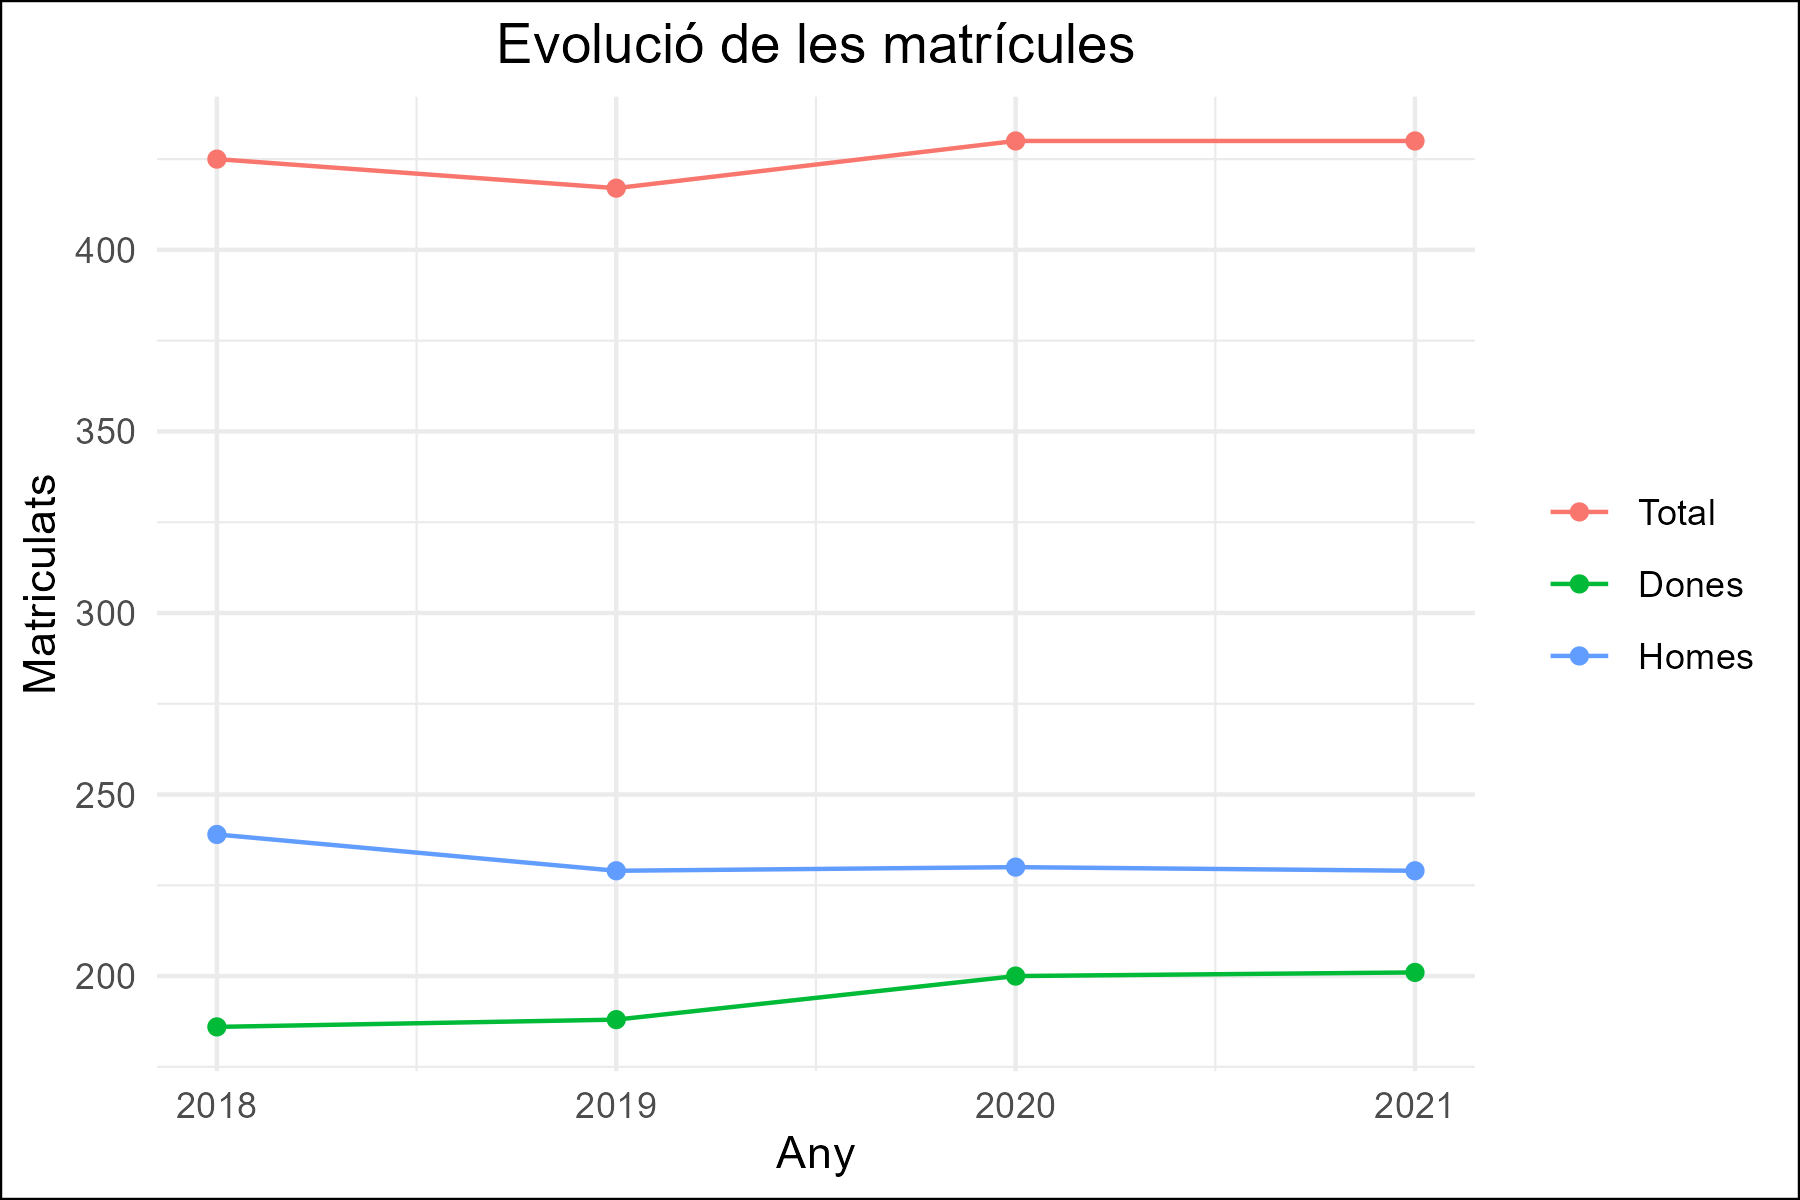 Evolució de les matrícules
400
350
300
250
200
Matriculats
2018
2019
2020
2021
Any
Total
Dones
Homes